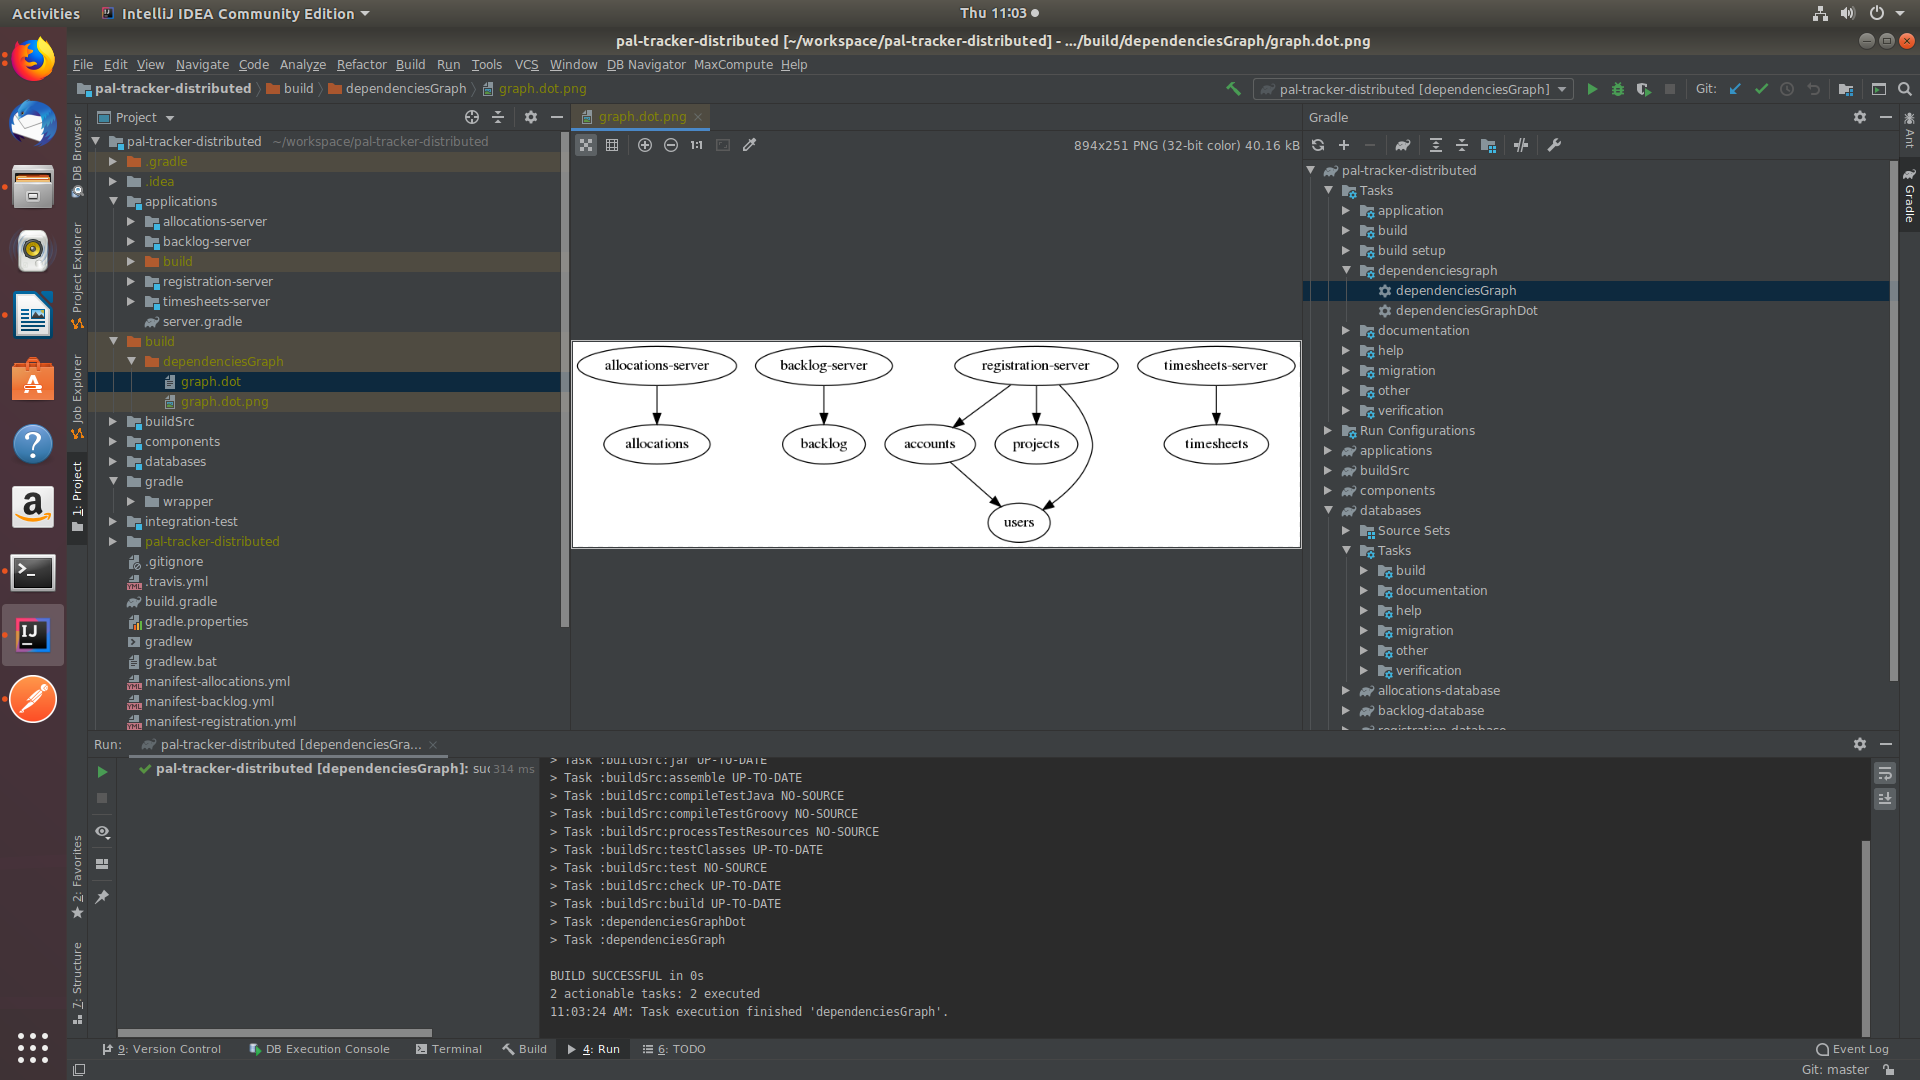 Activities
IntelliJ IDEA Community Edition
Thu 11:03
pal-tracker-distributed [~/workspace/pal-tracker-distributed] - .../build/dependenciesGraph/graph.dot.png
File Edit View Navigate Code Analyze Refactor Build Run Tools VCS Window DB Navigator MaxCompute Help
pal-tracker-distributed build dependenciesGraph graph.dot.png
pal-tracker-distributed [dependenciesGraph]
Git:
DB Browser
Project Explorer
Job Explorer
1: Project
2: Favorites
7: Structure
Project
pal-tracker-distributed ~/workspace/pal-tracker-distributed
.gradle
.idea
applications
allocations-server
backlog-server
build
registration-server
timesheets-server
server.gradle
build
dependenciesGraph
graph.dot
graph.dot.png
buildSrc
components
databases
gradle
wrapper
integration-test
pal-tracker-distributed
.gitignore
.travis.yml
build.gradle
gradle.properties
gradlew
gradlew.bat
manifest-allocations.yml
manifest-backlog.yml
manifest-registration.yml
graph.dot.png
1:1
894x251 PNG (32-bit color) 40.16 kB
allocations-server
backlog-server
registration-server
timesheets-server
allocations
backlog
accounts
projects
timesheets
users
Gradle
pal-tracker-distributed
Tasks
application
build
build setup
dependenciesgraph
dependenciesGraph
dependenciesGraphDot
documentation
help
migration
other
verification
Run Configurations
applications
buildSrc
components
databases
Source Sets
Tasks
build
documentation
help
migration
other
verification
allocations-database
backlog-database
registration-database
Ant
Gradle
Run:
pal-tracker-distributed [dependenciesGra...
pal-tracker-distributed [dependenciesGraph]: suc 314 ms
> Task :buildSrc:jar UP-TO-DATE
> Task :buildSrc:assemble UP-TO-DATE
> Task :buildSrc:compileTestJava NO-SOURCE
> Task :buildSrc:compileTestGroovy NO-SOURCE
> Task :buildSrc:processTestResources NO-SOURCE
> Task :buildSrc:testClasses UP-TO-DATE
> Task :buildSrc:test NO-SOURCE
> Task :buildSrc:check UP-TO-DATE
> Task :buildSrc:build UP-TO-DATE
> Task :dependenciesGraphDot
> Task :dependenciesGraph
BUILD SUCCESSFUL in 0s
2 actionable tasks: 2 executed
11:03:24 AM: Task execution finished 'dependenciesGraph'.
9: Version Control
DB Execution Console
Terminal
Build
4: Run
6: TODO
Event Log
Git: master